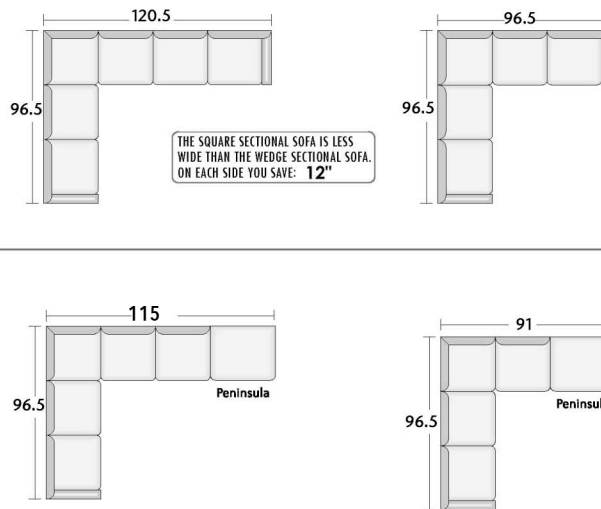 120.5
96.5
96.5
96.5
THE SQUARE SECTIONAL SOFA IS LESS
WIDE THAN THE WEDGE SECTIONAL SOFA.
ON EACH SIDE YOU SAVE: 12"
115
91
96.5
Peninsula
96.5